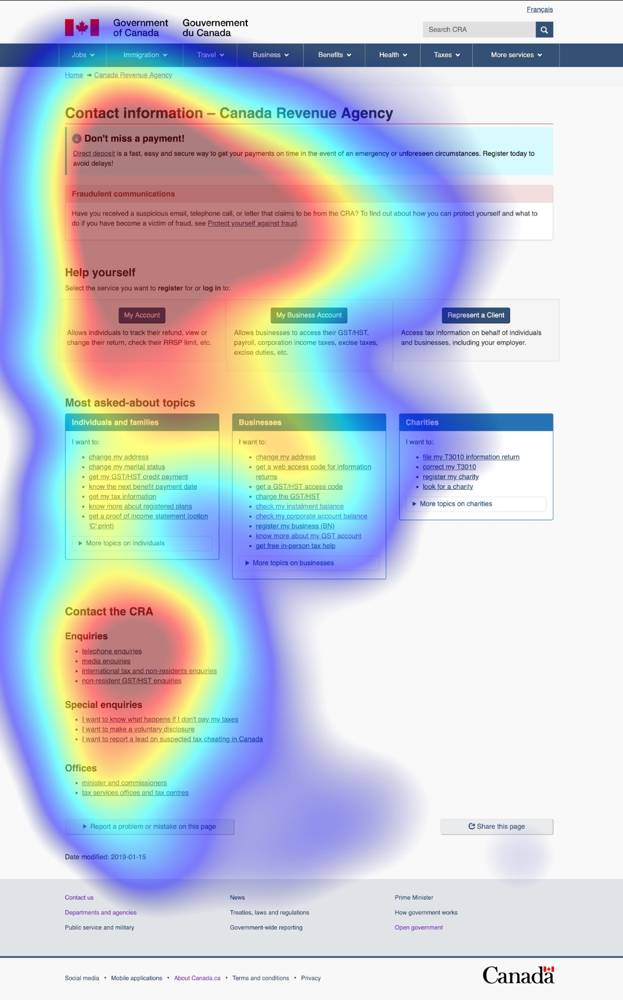 Français
Government
of Canada
Gouvernement
du Canada
Search CRA
Jobs Immigration Travel Business Benefits Health Taxes More services
Home ➔ Canada Revenue Agency
Contact information – Canada Revenue Agency
Don't miss a payment!
Direct deposit is a fast, easy and secure way to get your payments on time in the event of an emergency or unforeseen circumstances. Register today to
avoid delays!
Fraudulent communications
Have you received a suspicious email, telephone call, or letter that claims to be from the CRA? To find out about how you can protect yourself and what to
do if you have become a victim of fraud, see Protect yourself against fraud.
Help yourself
Select the service you want to register for or log in to:
My Account
Allows individuals to track their refund, view or
change their return, check their RRSP limit, etc.
My Business Account
Allows businesses to access their GST/HST,
payroll, corporation income taxes, excise taxes,
excise duties, etc.
Represent a Client
Access tax information on behalf of individuals
and businesses, including your employer.
Most asked-about topics
Individuals and families
I want to:
• change my address
• change my marital status
• get my GST/HST credit payment
• know the next benefit payment date
• get my tax information
• know more about registered plans
• get a proof of income statement (option
'C' print)
▶ More topics on individuals
Businesses
I want to:
• change my address
• get a web access code for information
returns
• get a GST/HST access code
• charge the GST/HST
• check my instalment balance
• check my corporate account balance
• register my business (BN)
• know more about my GST account
• get free in-person tax help
▶ More topics on businesses
Charities
I want to:
• file my T3010 information return
• correct my T3010
• register my charity
• look for a charity
▶ More topics on charities
Contact the CRA
Enquiries
• telephone enquiries
• media enquiries
• international tax and non-residents enquiries
• non-resident GST/HST enquiries
Special enquiries
• I want to know what happens if I don't pay my taxes
• I want to make a voluntary disclosure
• I want to report a lead on suspected tax cheating in Canada
Offices
• minister and commissioners
• tax services offices and tax centres
▶ Report a problem or mistake on this page
Share this page
Date modified: 2019-01-15
Contact us
Departments and agencies
Public service and military
News
Treaties, laws and regulations
Government-wide reporting
Prime Minister
How government works
Open government
Social media • Mobile applications • About Canada.ca • Terms and conditions • Privacy
Canada